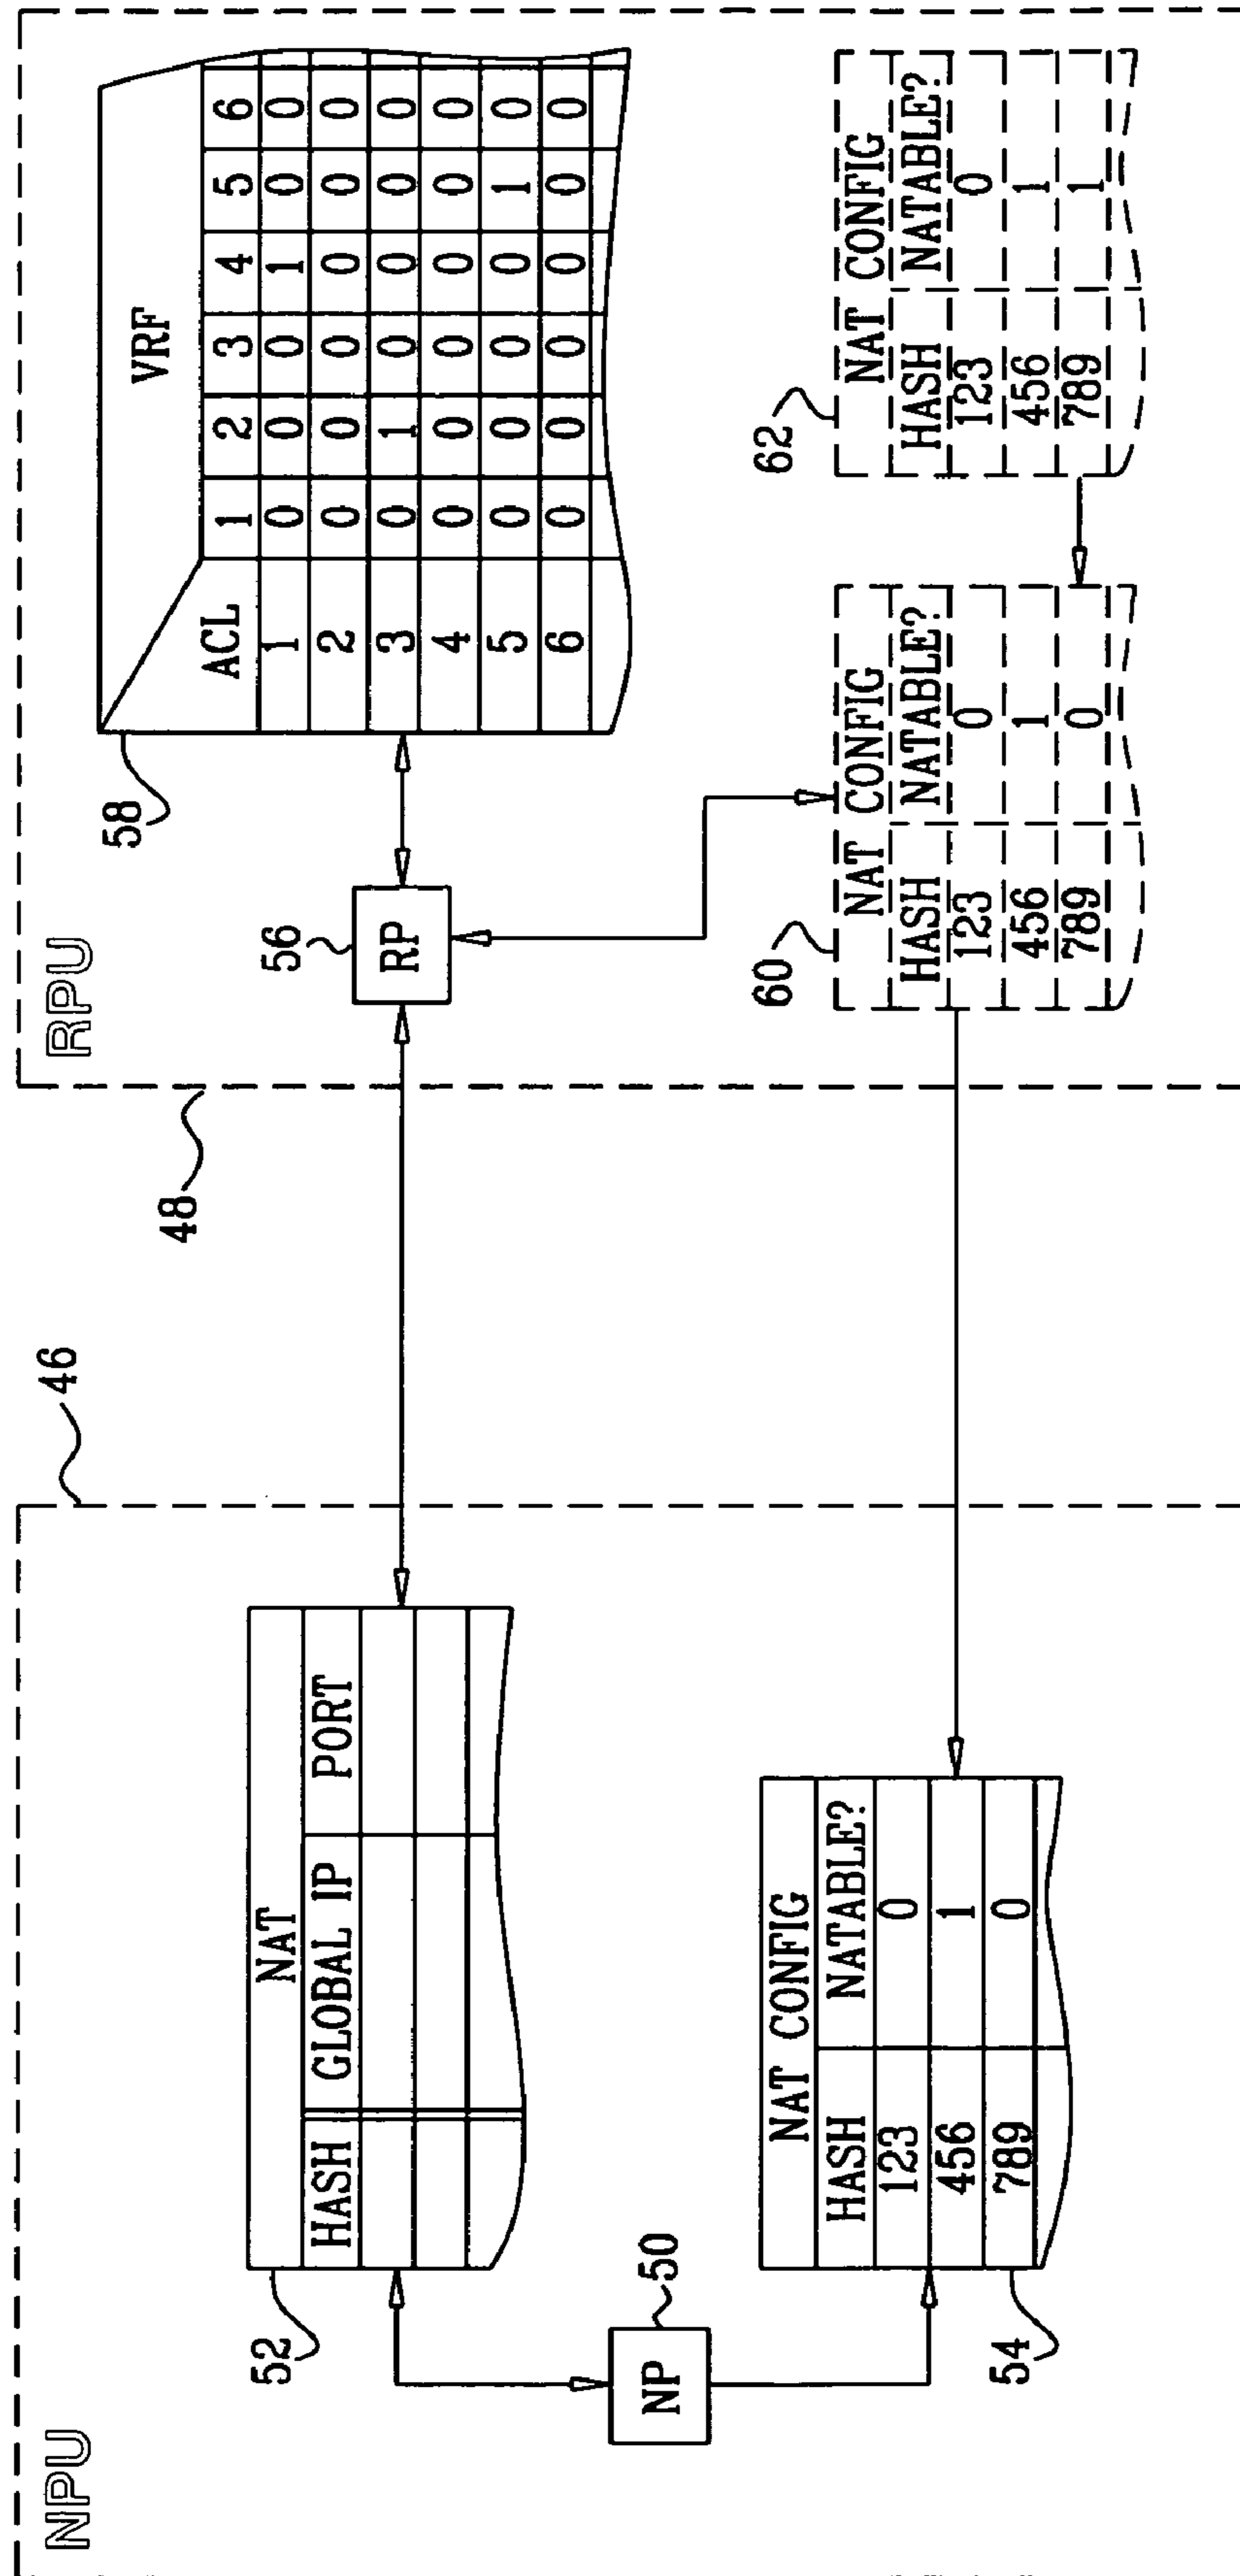 NPU
46
52
NAT
HASH GLOBAL IP PORT
50
NP
NAT CONFIG
HASH NATABLE?
123 0
456 1
789 0
54
48
RPU
58
VRF
ACL 1 2 3 4 5 6
1 0 0 0 1 0 0
2 0 0 0 0 0 0
3 0 1 0 0 0 0
4 0 0 0 0 0 0
5 0 0 0 0 1 0
6 0 0 0 0 0 0
56
RP
60
NAT CONFIG
HASH NATABLE?
123 0
456 1
789 0
62
NAT CONFIG
HASH NATABLE?
123 0
456 1
789 1